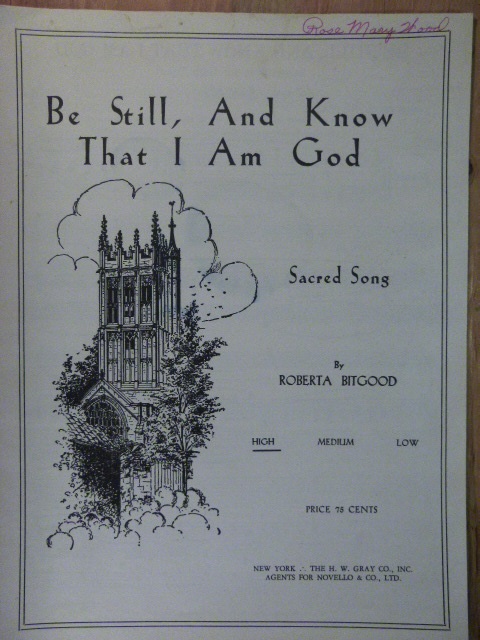 Rose Mary Wood
Be Still, And Know
That I Am God
Sacred Song
By
ROBERTA BITGOOD
HIGH MEDIUM LOW
PRICE 75 CENTS
NEW YORK ∴ THE H. W. GRAY CO., INC.
AGENTS FOR NOVELLO & CO., LTD.